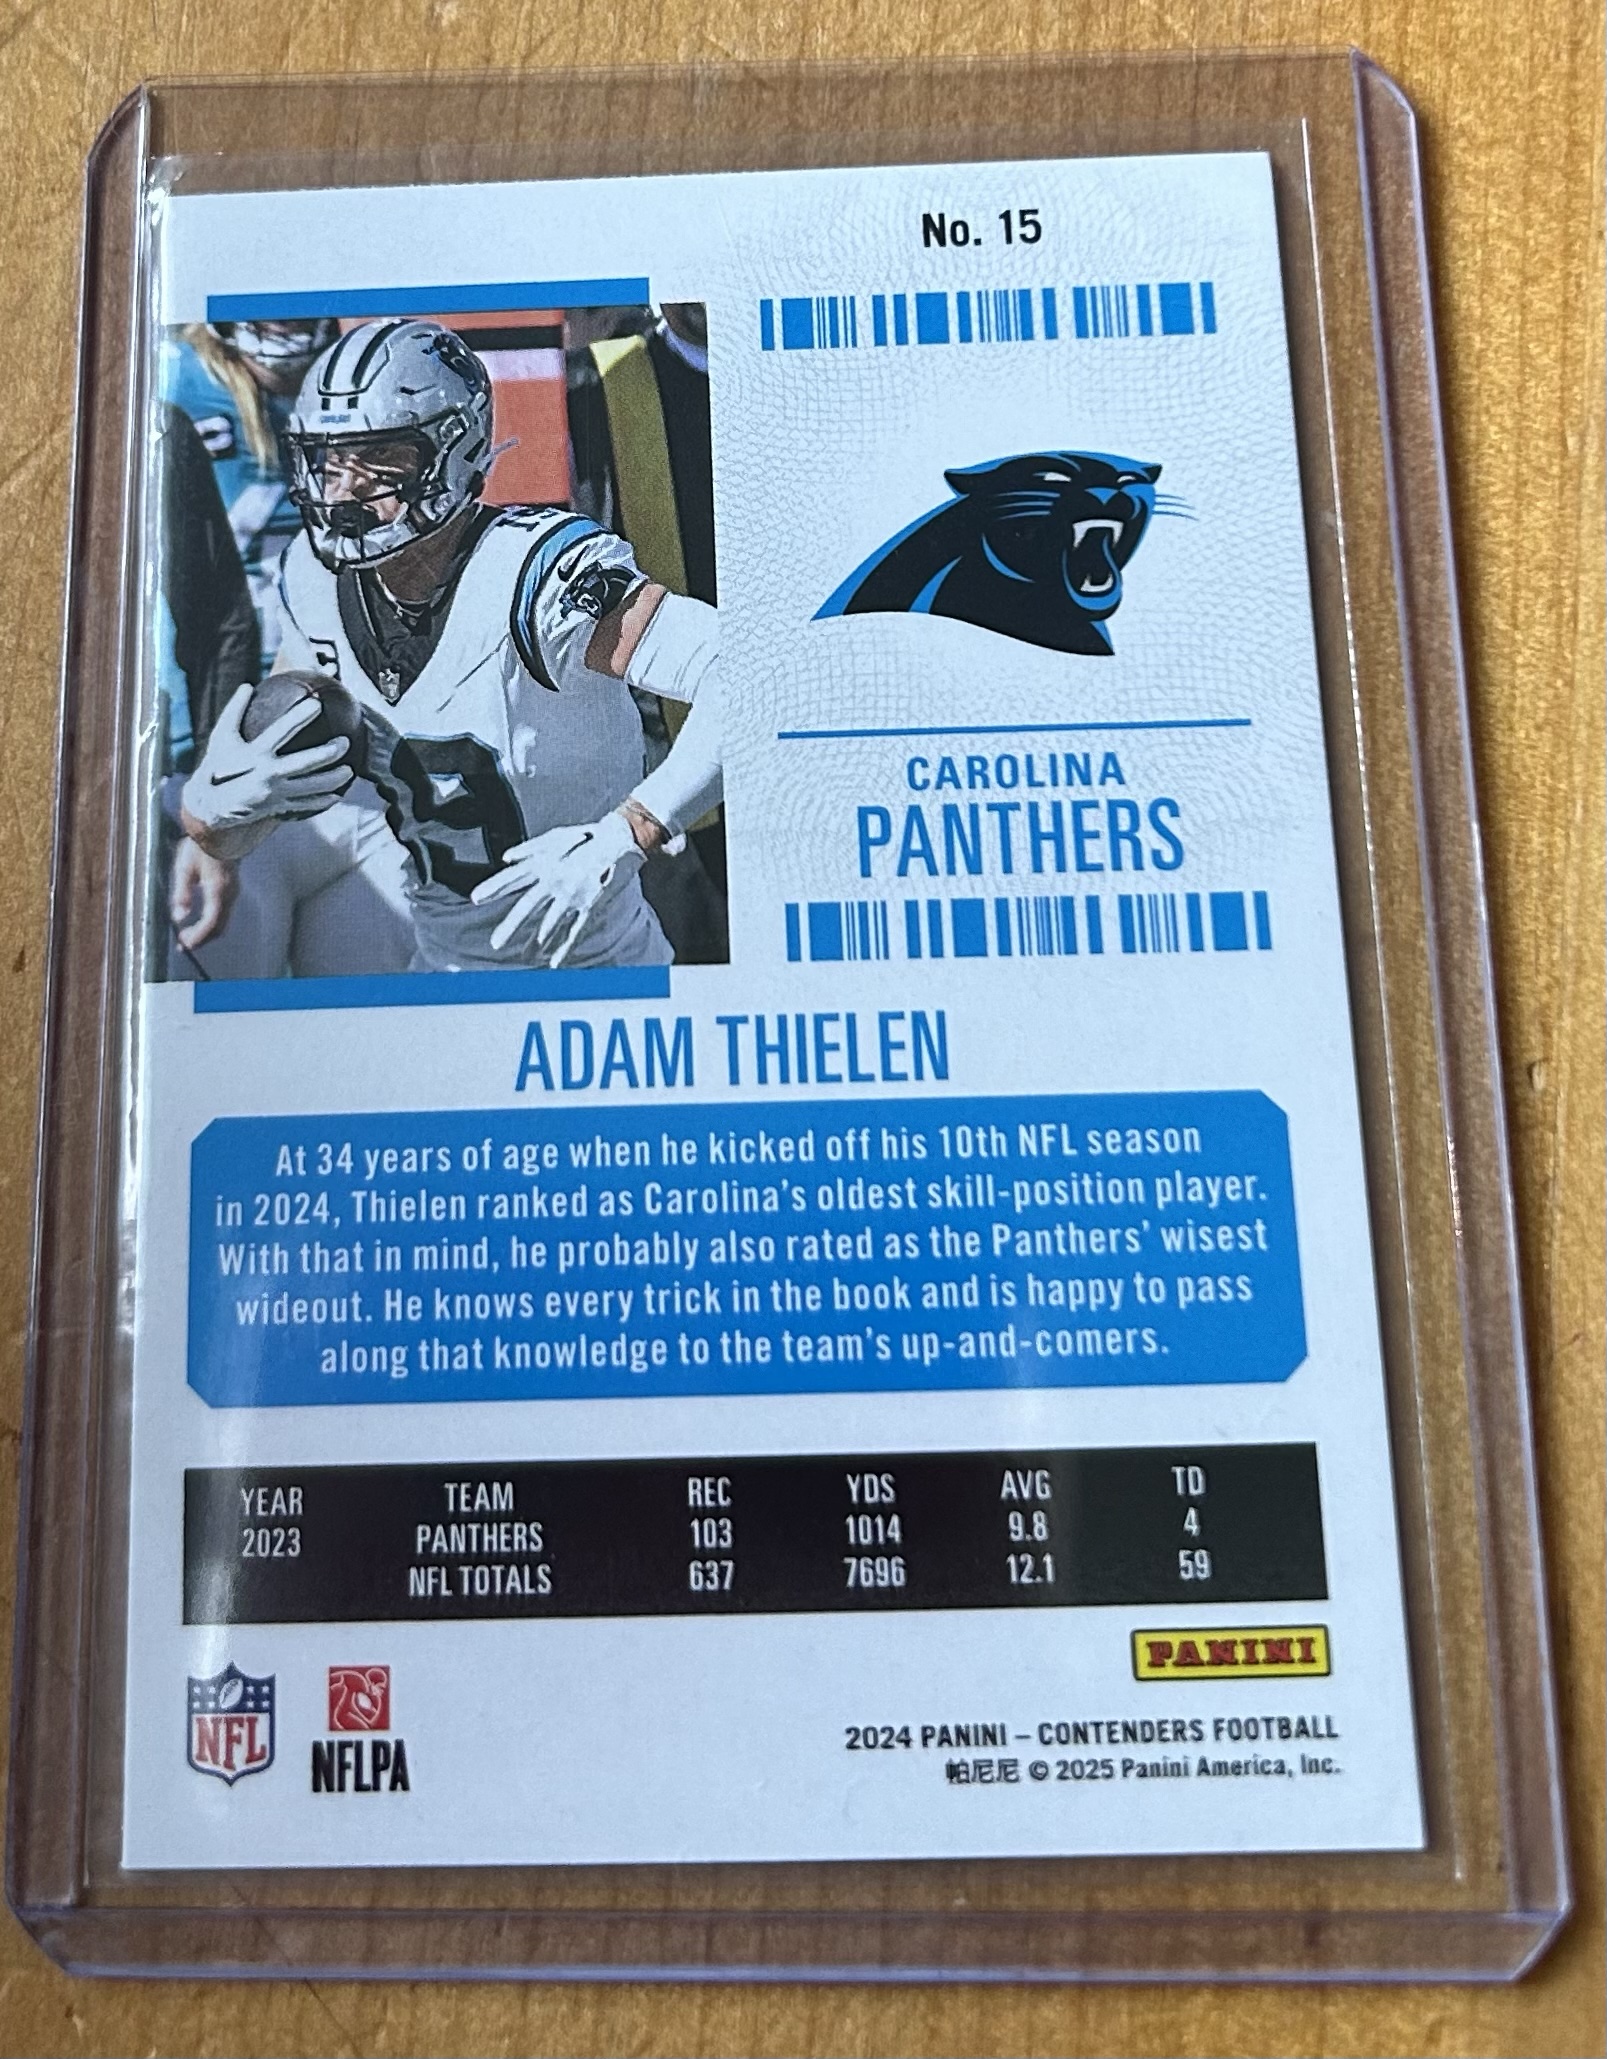 No. 15
19
CAROLINA
PANTHERS
ADAM THIELEN
At 34 years of age when he kicked off his 10th NFL season
in 2024, Thielen ranked as Carolina's oldest skill-position player.
With that in mind, he probably also rated as the Panthers' wisest
wideout. He knows every trick in the book and is happy to pass
along that knowledge to the team's up-and-comers.
YEAR TEAM REC YDS AVG TD
2023 PANTHERS 103 1014 9.8 4
NFL TOTALS 637 7696 12.1 59
PANINI
NFL
NFLPA
2024 PANINI – CONTENDERS FOOTBALL
帕尼尼 © 2025 Panini America, Inc.